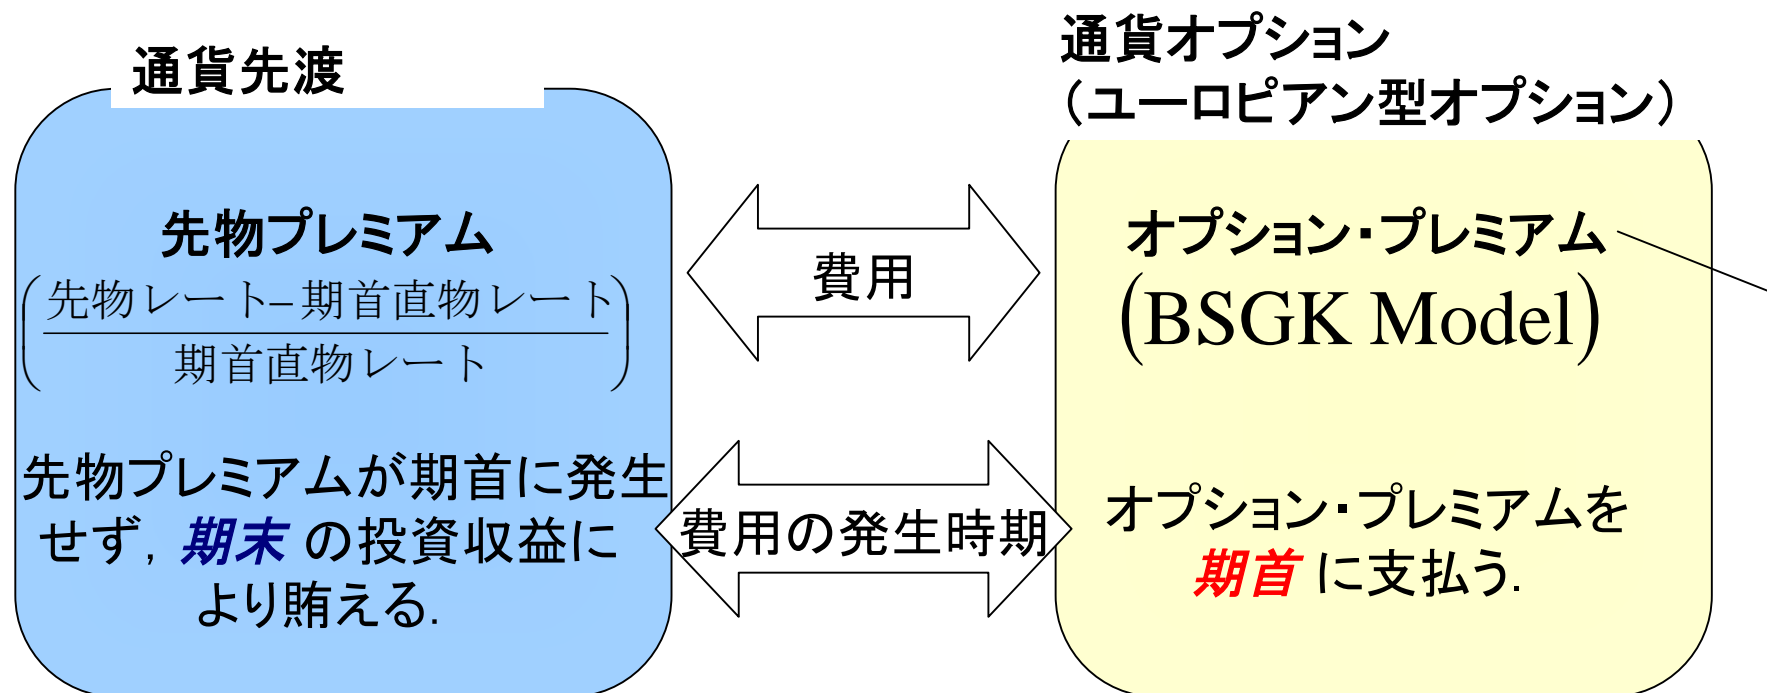 通貨先渡
先物プレミアム
先物レート−期首直物レート
期首直物レート
先物プレミアムが期首に発生
せず, 期末 の投資収益に
より賄える.
費用
費用の発生時期
通貨オプション
（ユーロピアン型オプション）
オプション・プレミアム
(BSGK Model)
オプション・プレミアムを
期首 に支払う.